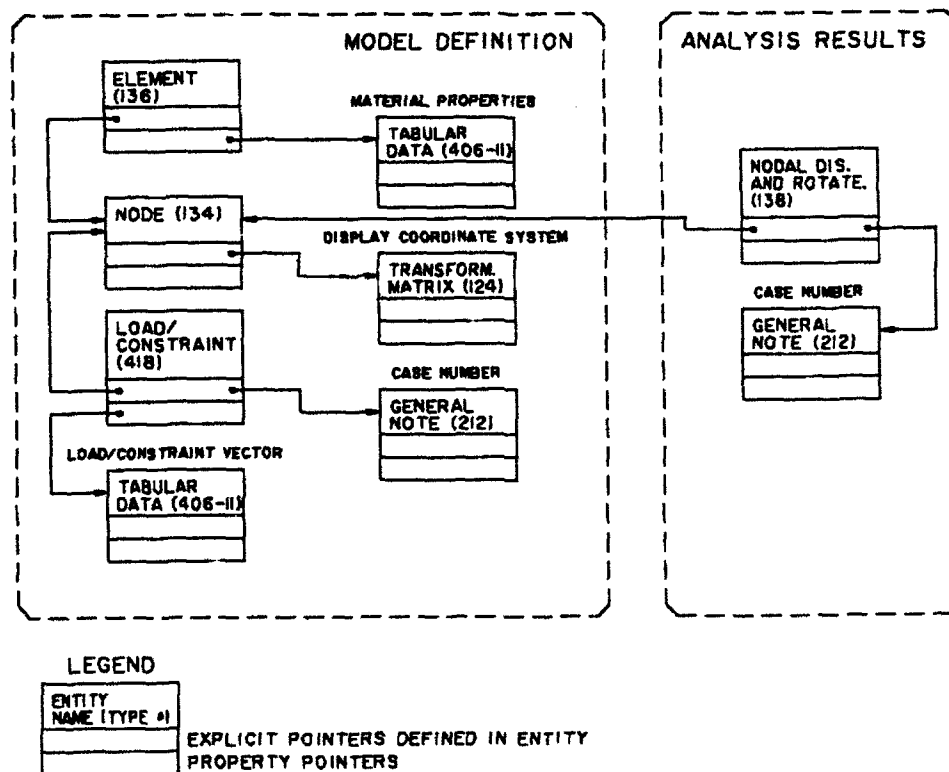 MODEL DEFINITION
ELEMENT
(136)
MATERIAL PROPERTIES
TABULAR
DATA (406-11)
NODE (134)
DISPLAY COORDINATE SYSTEM
TRANSFORM.
MATRIX (124)
LOAD/
CONSTRAINT
(418)
CASE NUMBER
GENERAL
NOTE (212)
LOAD/CONSTRAINT VECTOR
TABULAR
DATA (406-11)
ANALYSIS RESULTS
NODAL DIS.
AND ROTATE.
(138)
CASE NUMBER
GENERAL
NOTE (212)
LEGEND
ENTITY
NAME (TYPE #)
EXPLICIT POINTERS DEFINED IN ENTITY
PROPERTY POINTERS